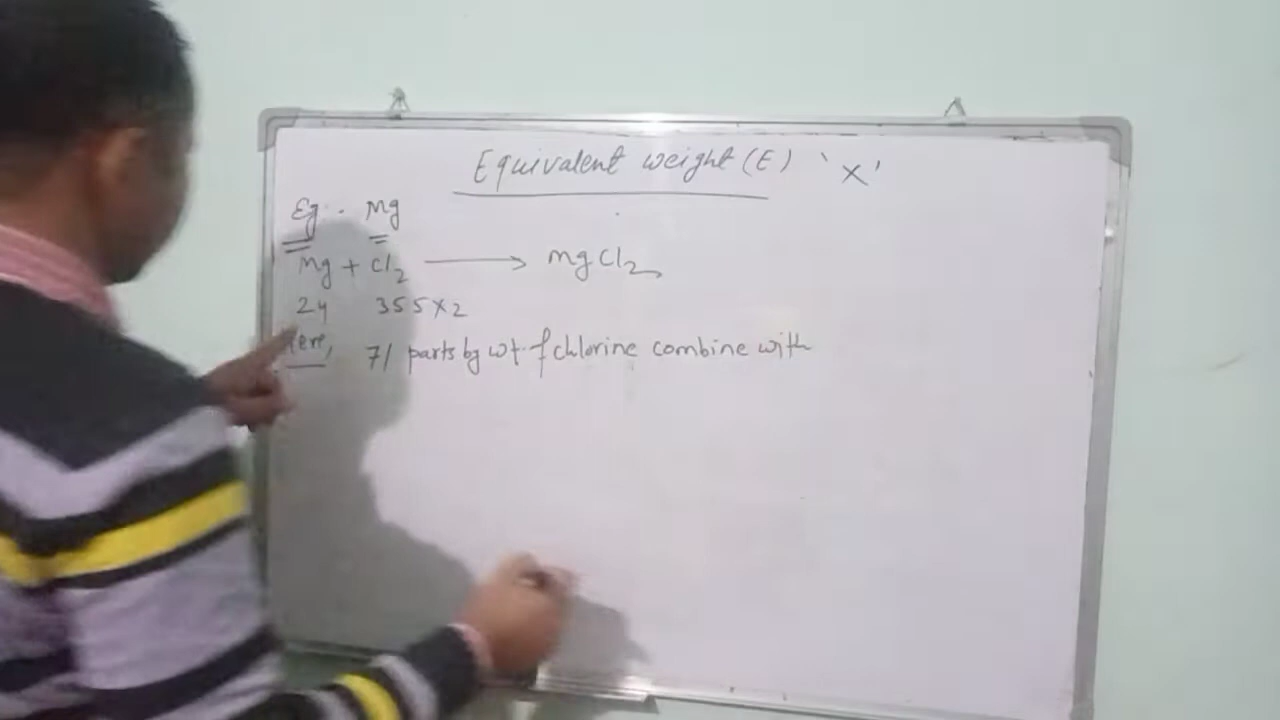 Equivalent weight (E) 'x'
Eg. Mg
Mg + Cl2 → mgCl2
24 35 5 x 2
71 parts by wt. of chlorine combine with